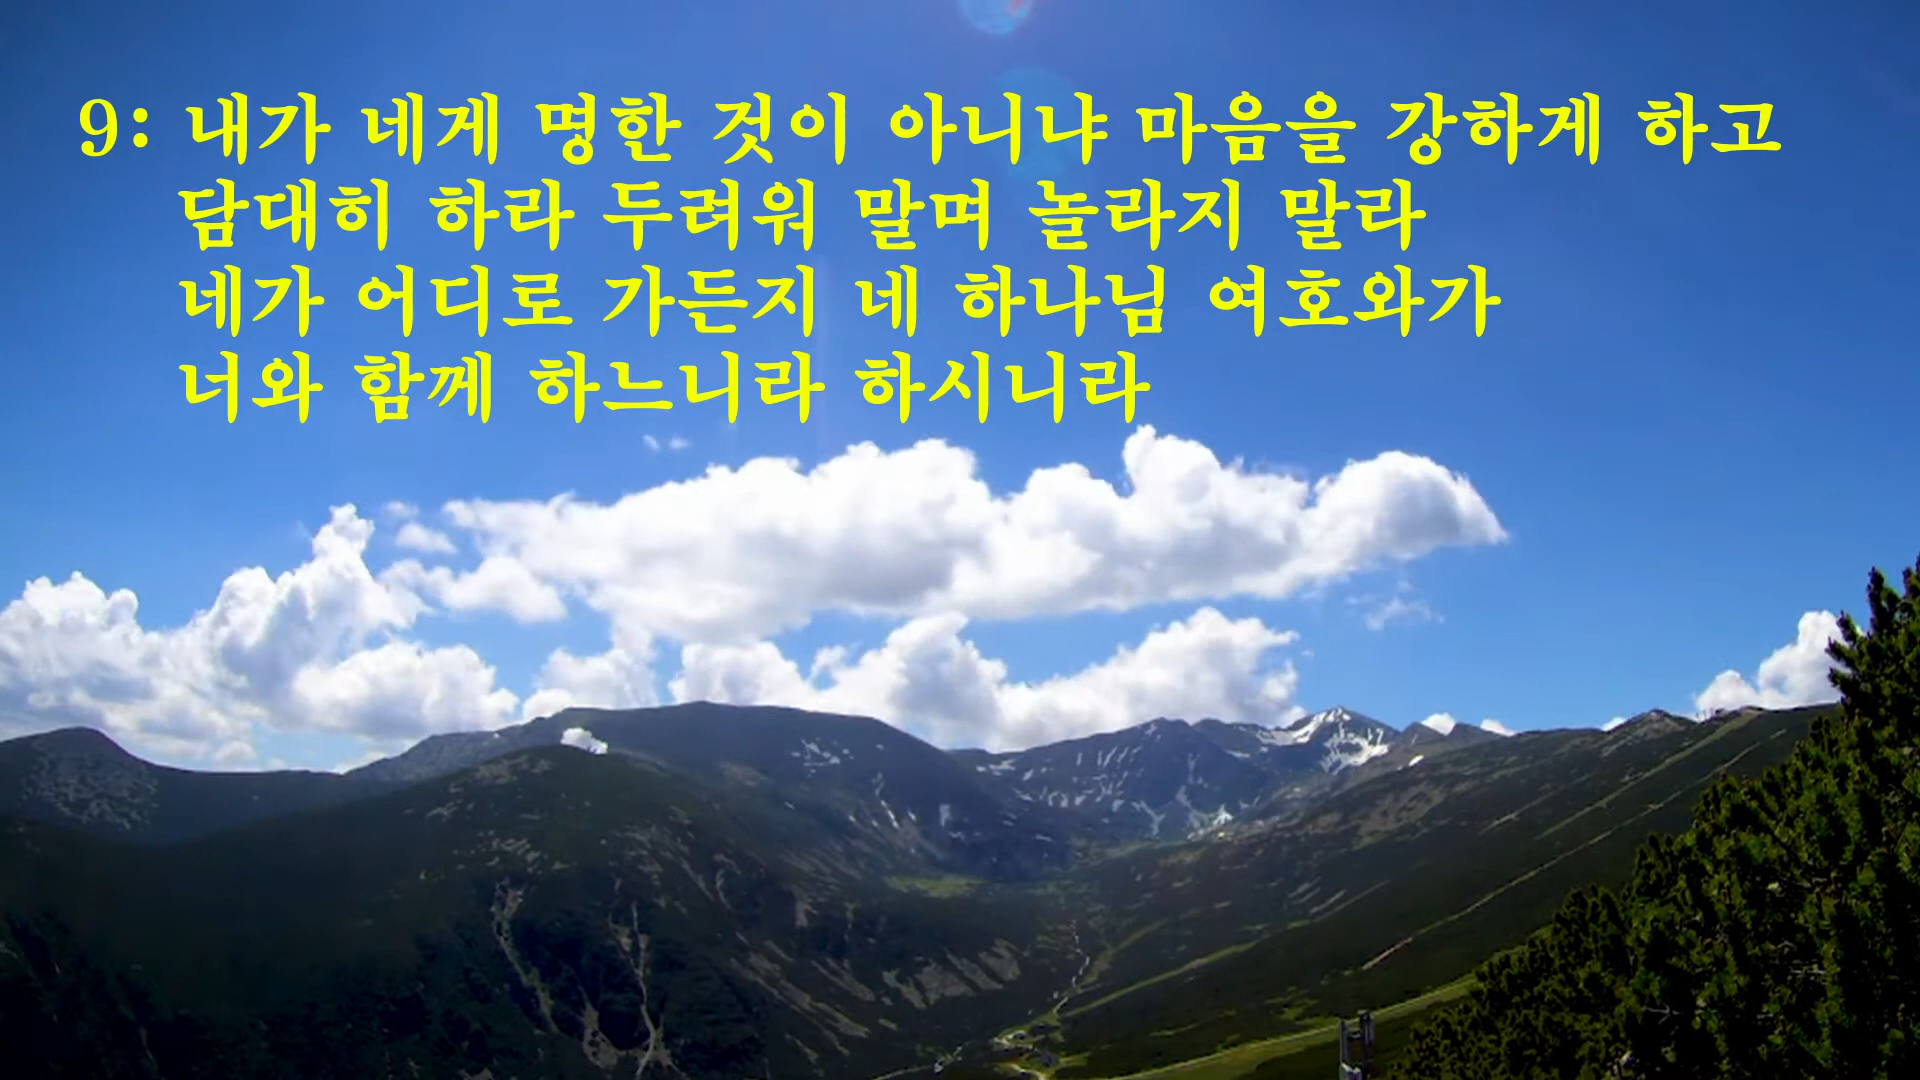 9: 내가 네게 명한 것이 아니냐 마음을 강하게 하고
담대히 하라 두려워 말며 놀라지 말라
네가 어디로 가든지 네 하나님 여호와가
너와 함께 하느니라 하시니라